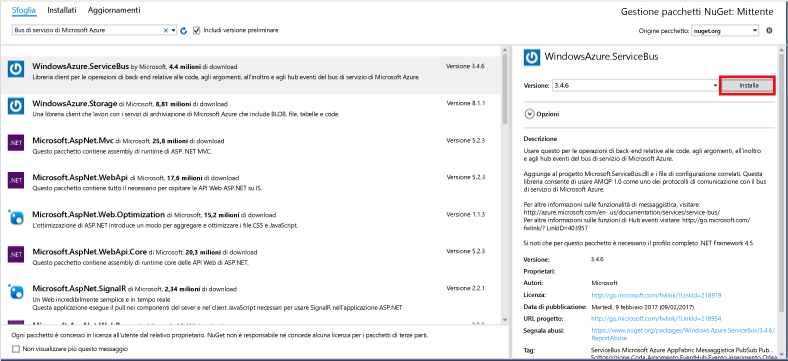 Sfoglia Installati Aggiornamenti
Gestione pacchetti NuGet: Mittente
Bus di servizio di Microsoft Azure
Includi versione preliminare
Origine pacchetto: nuget.org
WindowsAzure.ServiceBus by Microsoft, 4.4 milioni di download Versione 3.4.6
Libreria client per le operazioni di back-end relative alle code, agli argomenti, all'inoltro e agli hub eventi del bus di servizio di Microsoft Azure.
WindowsAzure.Storage di Microsoft, 8,81 milioni di download Versione 8.1.1
Una libreria client che lavori con i servizi di archiviazione di Microsoft che include BLOB, file, tabelle e code.
.NET
Microsoft.AspNet.Mvc di Microsoft, 25,8 milioni di download Versione 5.2.3
Questo pacchetto contiene assembly di runtime di ASP. NET MVC.
.NET
Microsoft.AspNet.WebApi di Microsoft, 17,6 milioni di download Versione 5.2.3
Questo pacchetto contiene tutto il necessario per ospitare le API Web ASP.NET su IS.
Microsoft.AspNet.Web.Optimization di Microsoft, 15,2 milioni di download Versione 1.1.3
L'ottimizzazione di ASP.NET introduce un modo per aggregare e ottimizzare i file CSS e JavaScript.
.NET
Microsoft.AspNet.WebApi.Core di Microsoft, 20,3 milioni di download Versione 5.2.3
Questo pacchetto contiene assembly di runtime core delle API Web di ASP.NET.
Microsoft.AspNet.SignalR di Microsoft, 2,34 milioni di download Versione 2.2.1
Un Web incredibilmente semplice e in tempo reale
Questa applicazione esegue il pull nei componenti del sever e nel client JavaScript necessari per usare SignalR nell'applicazione ASP.NET
Ogni pacchetto è concesso in licenza all'utente dal relativo proprietario. NuGet non è responsabile né concede alcuna licenza per i pacchetti di terze parti.
Non visualizzare più questo messaggio
WindowsAzure.ServiceBus
Versione: 3.4.6 Installa
Opzioni
Descrizione
Usare questo per le operazioni di back-end relative alle code, agli argomenti, all'inoltro
e agli hub eventi del bus di servizio di Microsoft Azure.
Aggiunge al progetto Microsoft.ServiceBus.dll e i file di configurazione correlati. Questa
libreria consente di usare AMQP 1.0 come uno dei protocolli di comunicazione con il bus
di servizio di Microsoft Azure.
Per altre informazioni sulle funzionalità di messaggistica, visitare:
http://azure.microsoft.com/en- us/documentation/services/service-bus/
Per altre informazioni sulle funzioni di Hub eventi visitare: http://go.microsoft.com/
fwlink/? LinkID=403957
Si noti che per questo pacchetto è necessario il profilo completo .NET Framework 4.5.
Versione: 3.4.6
Proprietari:
Autori: Microsoft
Licenza: http://go.microsoft.com/fwlink/?LinkId=218919
Data di pubblicazione: Martedì, 9 febbraio 2017 (09/02/2017)
URL progetto: http://go.microsoft.com/fwlink/?LinkId=218954
Segnala abusi: https://www.nuget.org/packages/Windows Azure.ServiceBus/3.4.6/
ReportAbuse
Tag: ServiceBus Microsoft Azure AppFabric Messaggistica PubSub Pub...